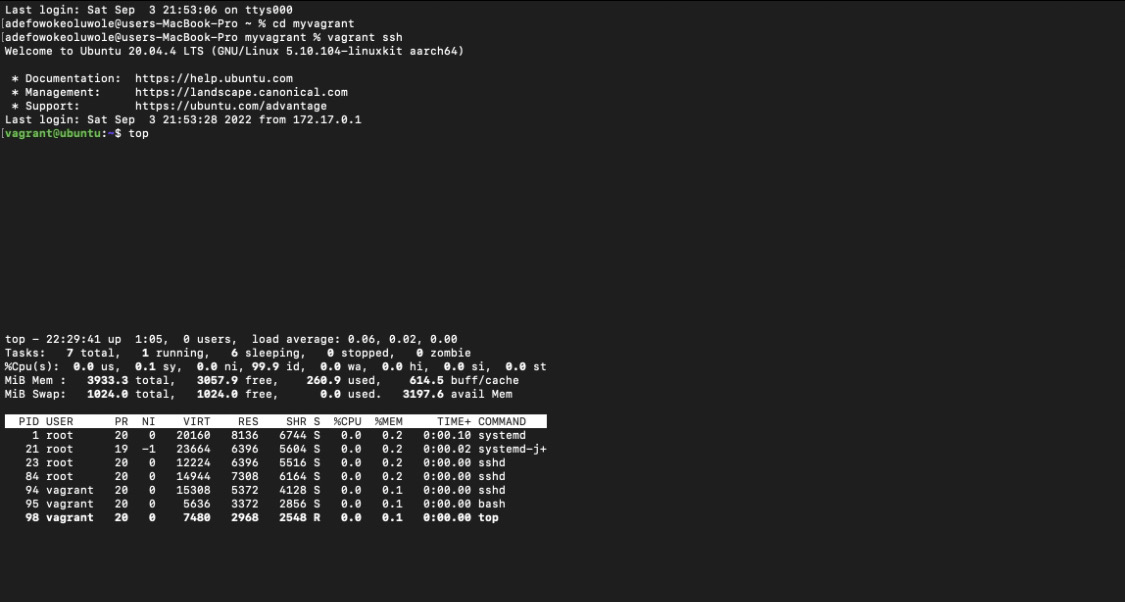 Last login: Sat Sep  3 21:53:06 on ttys000
[adefowokeoluwole@users-MacBook-Pro ~ % cd myvagrant
[adefowokeoluwole@users-MacBook-Pro myvagrant % vagrant ssh
Welcome to Ubuntu 20.04.4 LTS (GNU/Linux 5.10.104-linuxkit aarch64)
 * Documentation:  https://help.ubuntu.com
 * Management:     https://landscape.canonical.com
 * Support:        https://ubuntu.com/advantage
Last login: Sat Sep  3 21:53:28 2022 from 172.17.0.1
[vagrant@ubuntu:~$ top
top - 22:29:41 up  1:05,  0 users,  load average: 0.06, 0.02, 0.00
Tasks:   7 total,   1 running,   6 sleeping,   0 stopped,   0 zombie
%Cpu(s):  0.0 us,  0.1 sy,  0.0 ni, 99.9 id,  0.0 wa,  0.0 hi,  0.0 si,  0.0 st
MiB Mem :   3933.3 total,   3057.9 free,    260.9 used,    614.5 buff/cache
MiB Swap:   1024.0 total,   1024.0 free,      0.0 used.   3197.6 avail Mem
  PID USER      PR  NI    VIRT    RES    SHR S  %CPU  %MEM     TIME+ COMMAND
    1 root      20   0   20160   8136   6744 S   0.0   0.2   0:00.10 systemd
   21 root      19  -1   23664   6396   5604 S   0.0   0.2   0:00.02 systemd-j+
   23 root      20   0   12224   6396   5516 S   0.0   0.2   0:00.00 sshd
   84 root      20   0   14944   7308   6164 S   0.0   0.2   0:00.00 sshd
   94 vagrant   20   0   15308   5372   4128 S   0.0   0.1   0:00.00 sshd
   95 vagrant   20   0    5636   3372   2856 S   0.0   0.1   0:00.00 bash
   98 vagrant   20   0    7480   2968   2548 R   0.0   0.1   0:00.00 top